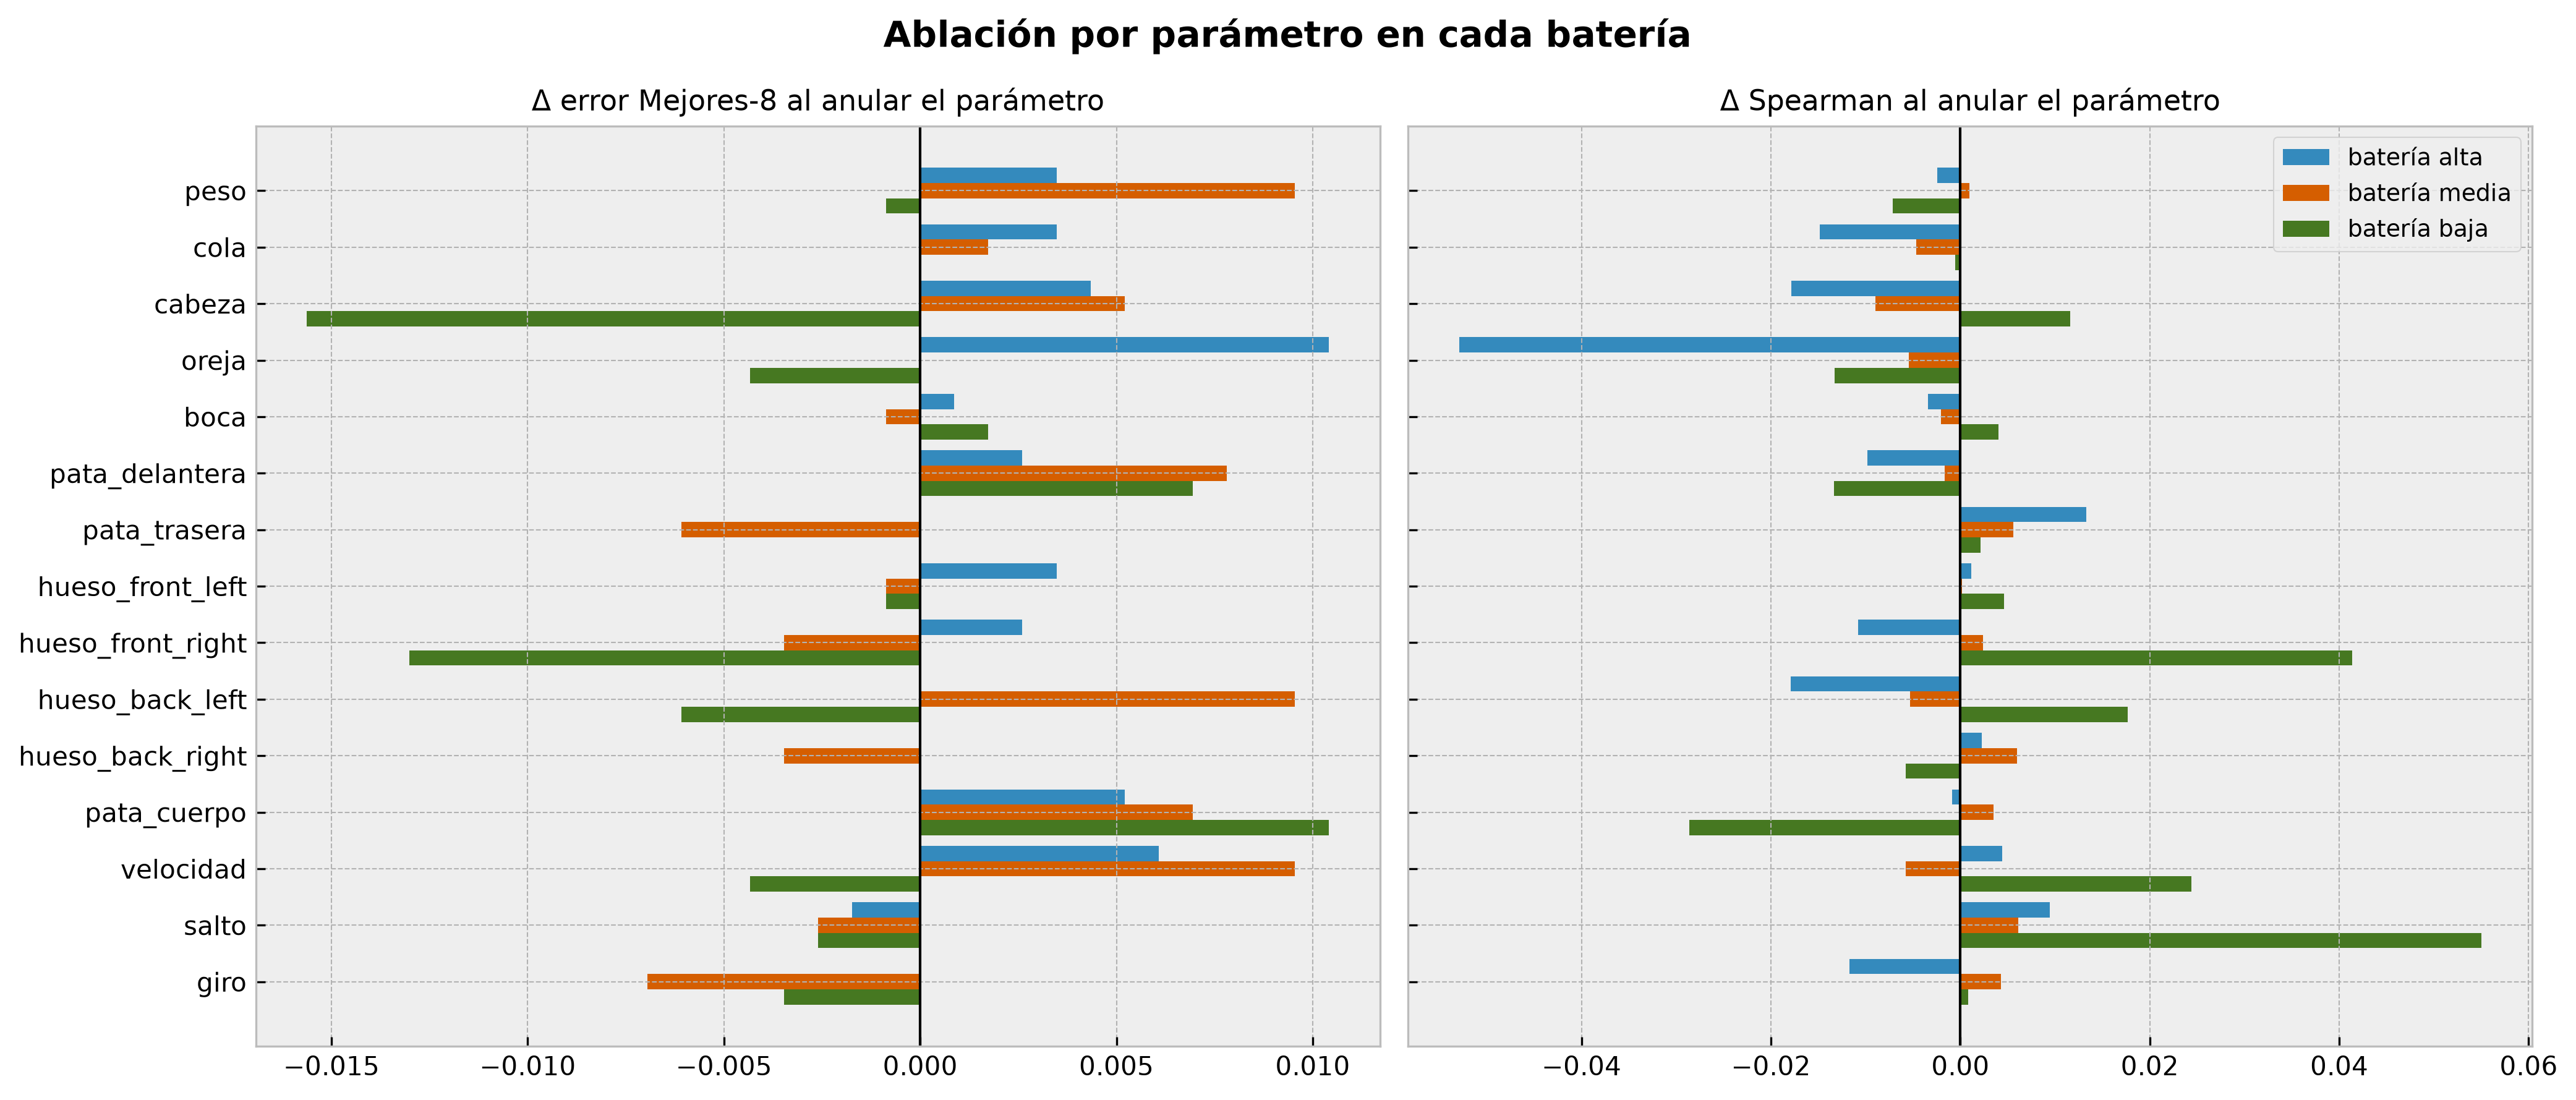 Ablación por parámetro en cada batería
Δ error Mejores-8 al anular el parámetro
Δ Spearman al anular el parámetro
peso
cola
cabeza
oreja
boca
pata_delantera
pata_trasera
hueso_front_left
hueso_front_right
hueso_back_left
hueso_back_right
pata_cuerpo
velocidad
salto
giro
batería alta
batería media
batería baja
−0.015 −0.010 −0.005 0.000 0.005 0.010
−0.04 −0.02 0.00 0.02 0.04 0.06